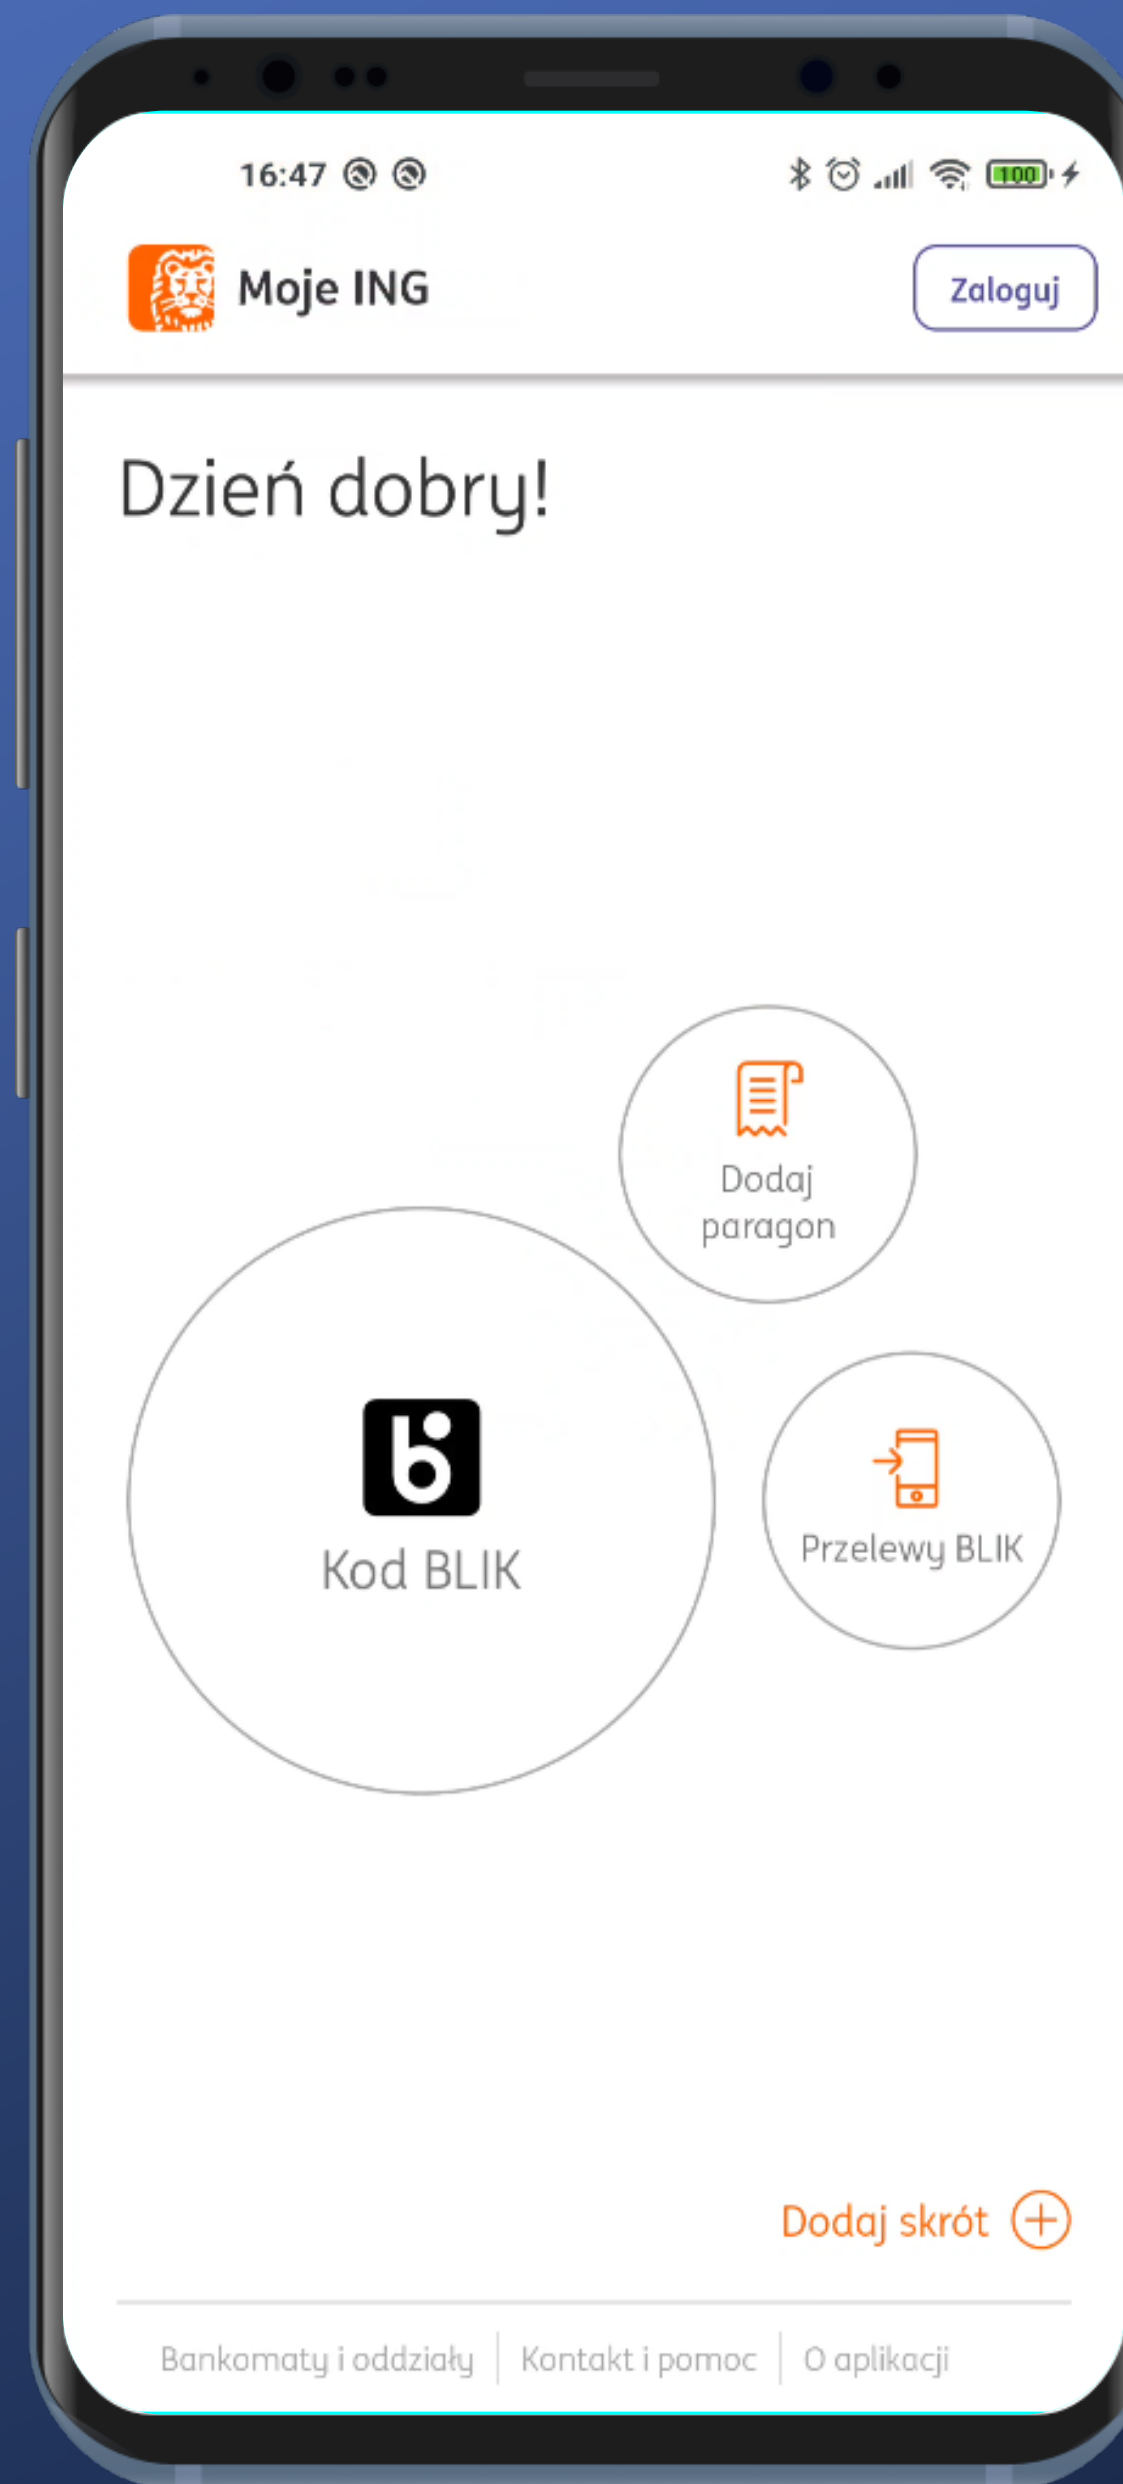 16:47
100
Moje ING
Zaloguj
Dzień dobry!
Dodaj
paragon
Kod BLIK
Przelewy BLIK
Dodaj skrót
Bankomaty i oddziały
Kontakt i pomoc
O aplikacji